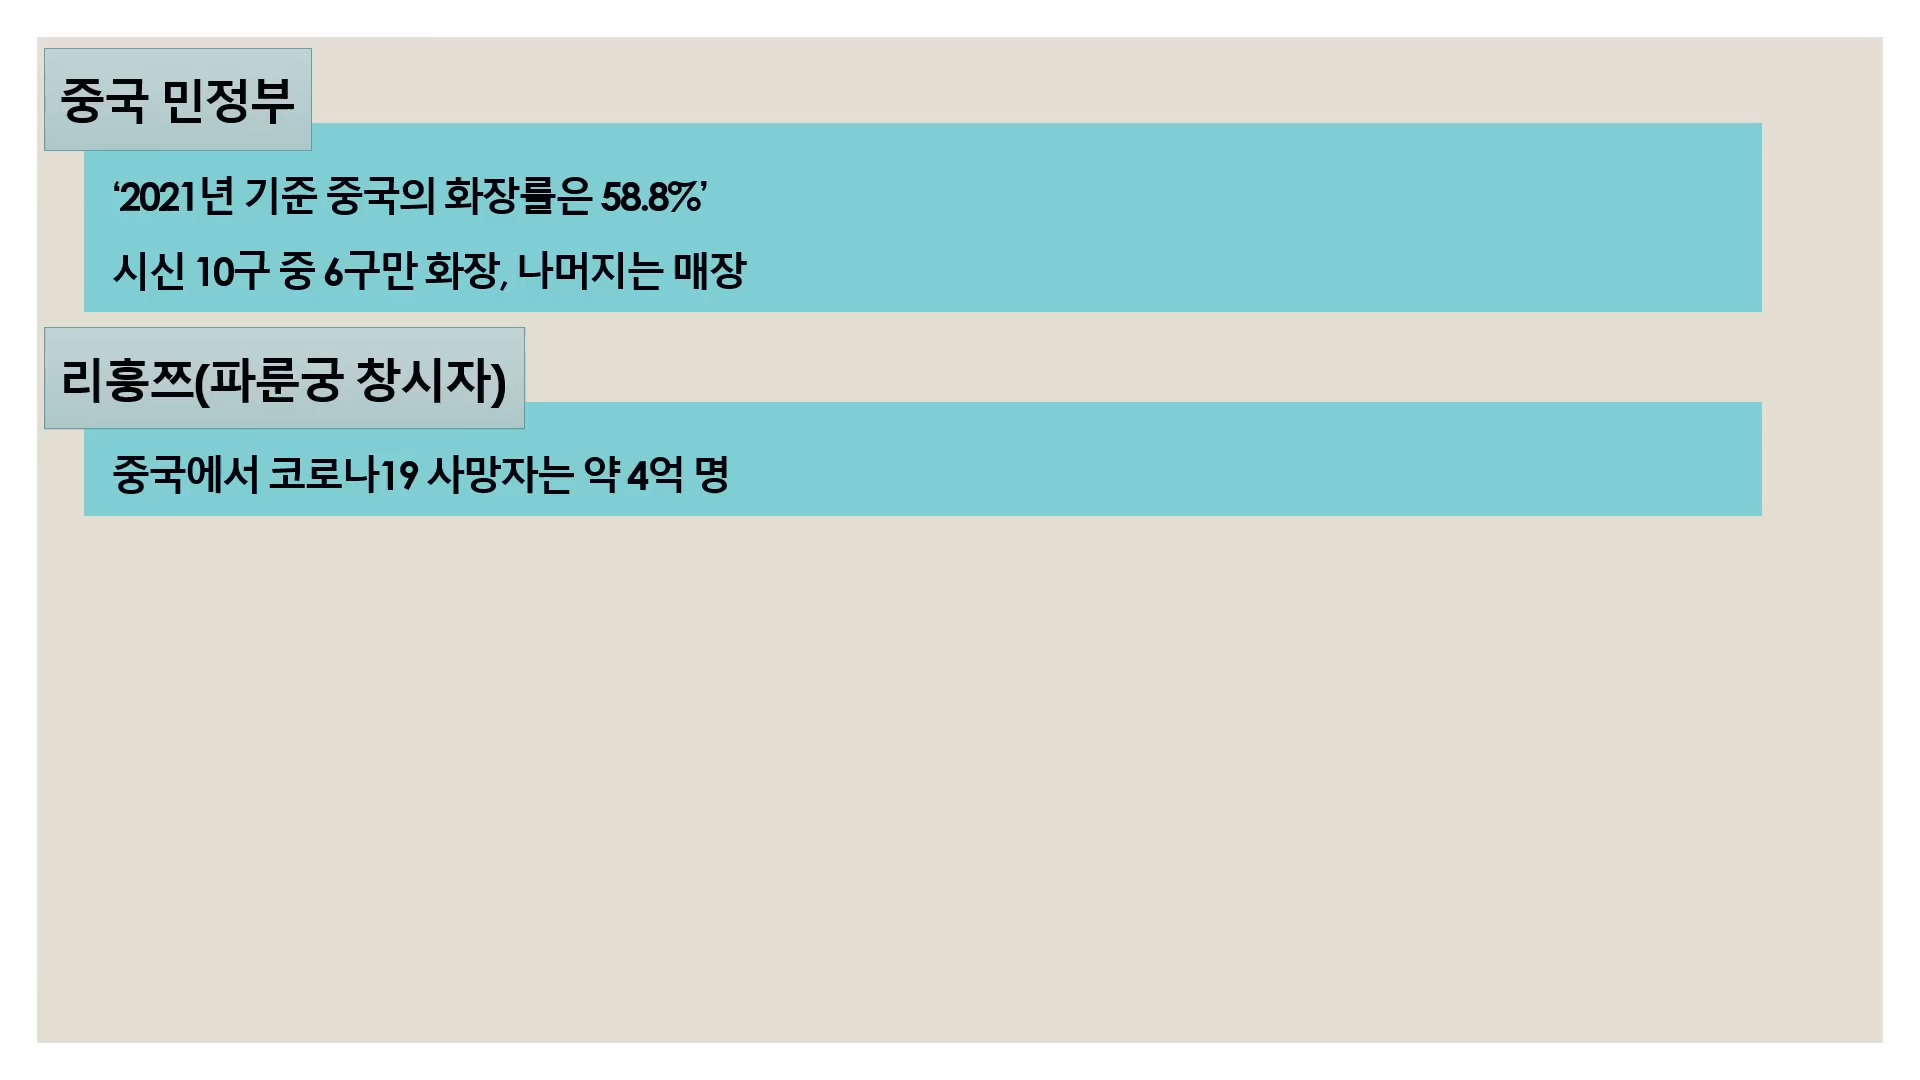 중국 민정부
‘2021년 기준 중국의 화장률은 58.8%’
시신 10구 중 6구만 화장, 나머지는 매장
리훙쯔(파룬궁 창시자)
중국에서 코로나19 사망자는 약 4억 명